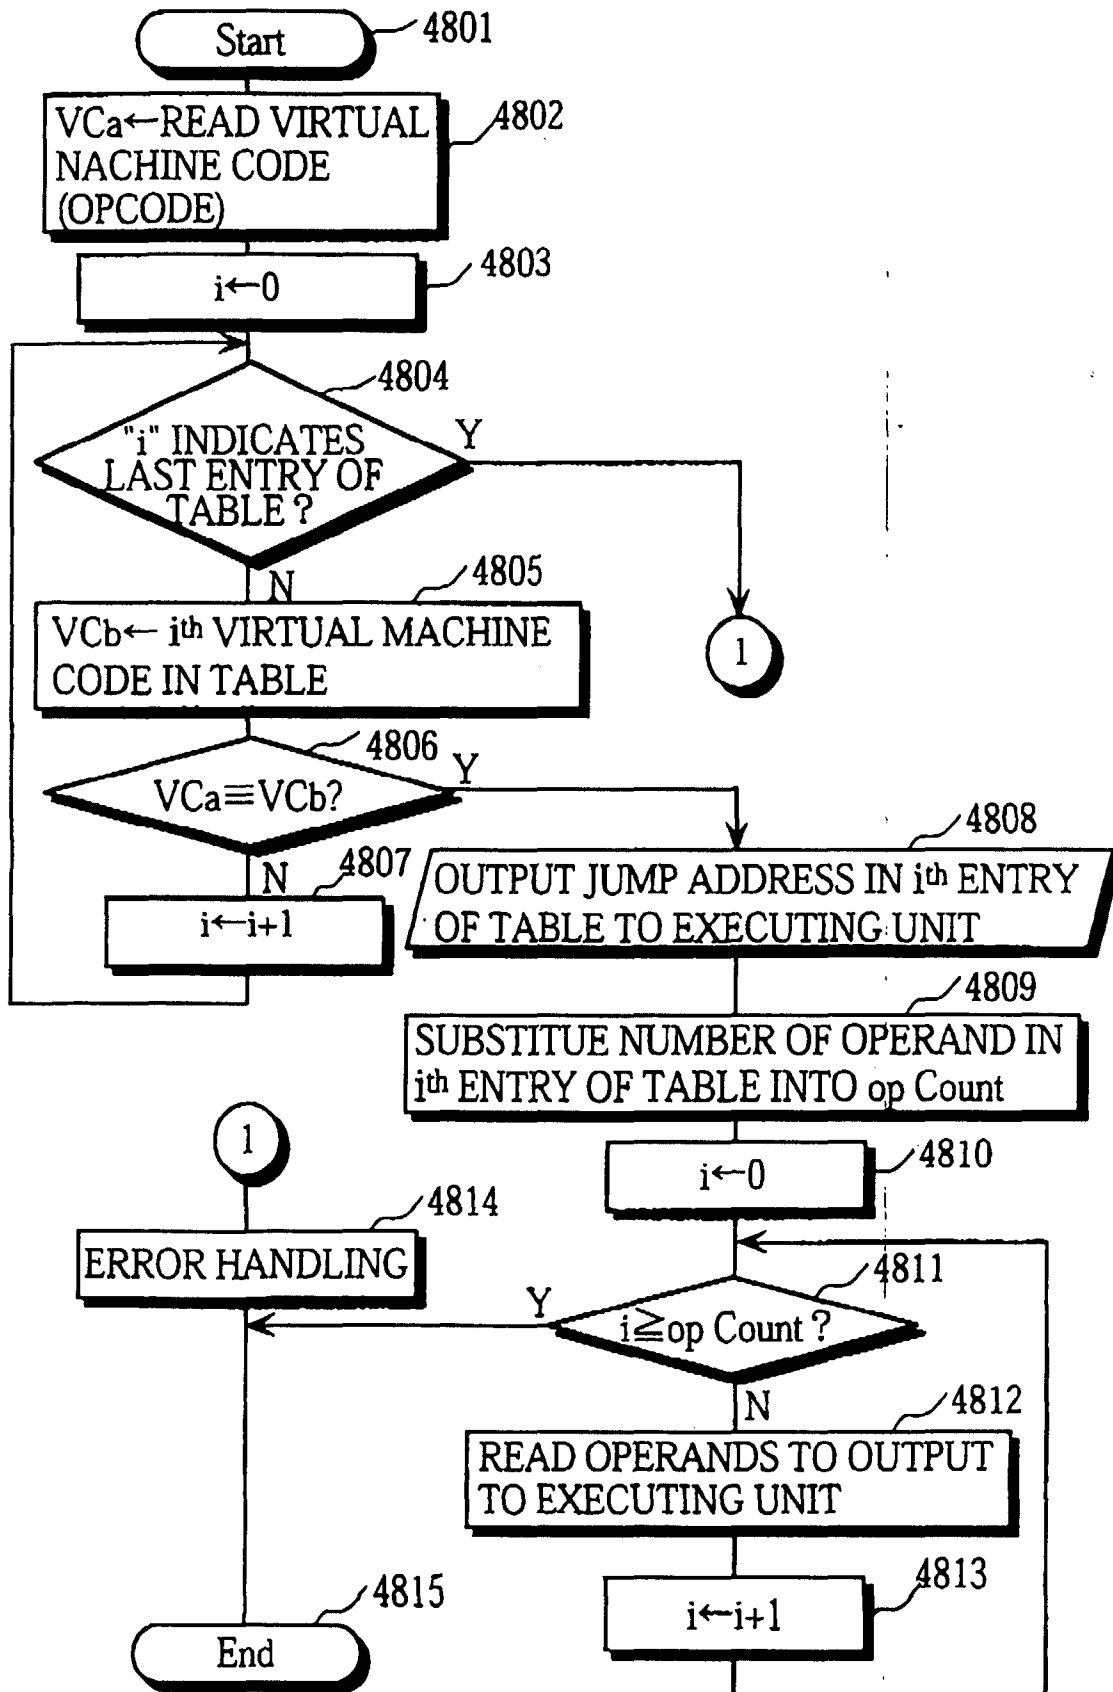 Start
4801
VCa←READ VIRTUAL
NACHINE CODE
(OPCODE)
4802
i←0
4803
4804
"i" INDICATES
LAST ENTRY OF
TABLE ?
Y
N
4805
VCb← ith VIRTUAL MACHINE
CODE IN TABLE
1
4806
VCa≡VCb?
Y
N
4807
i←i+1
4808
OUTPUT JUMP ADDRESS IN ith ENTRY
OF TABLE TO EXECUTING UNIT
4809
SUBSTITUE NUMBER OF OPERAND IN
ith ENTRY OF TABLE INTO op Count
1
4810
i←0
4814
ERROR HANDLING
4811
i≧op Count ?
Y
N
4812
READ OPERANDS TO OUTPUT
TO EXECUTING UNIT
4813
i←i+1
4815
End